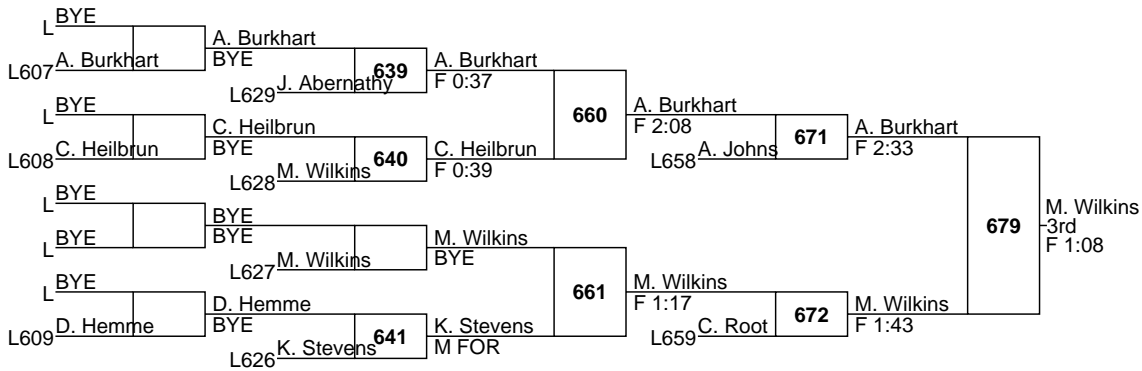 L BYE
L607 A. Burkhart
A. Burkhart
BYE
L629 J. Abernathy
639
A. Burkhart
F 0:37
L BYE
L608 C. Heilbrun
C. Heilbrun
BYE
L628 M. Wilkins
640
C. Heilbrun
F 0:39
660
A. Burkhart
F 2:08
L658 A. Johns
671
A. Burkhart
F 2:33
L BYE
L BYE
BYE
BYE
L627 M. Wilkins
M. Wilkins
BYE
L BYE
L609 D. Hemme
D. Hemme
BYE
L626 K. Stevens
641
K. Stevens
M FOR
661
M. Wilkins
F 1:17
L659 C. Root
672
M. Wilkins
F 1:43
679
M. Wilkins
3rd
F 1:08